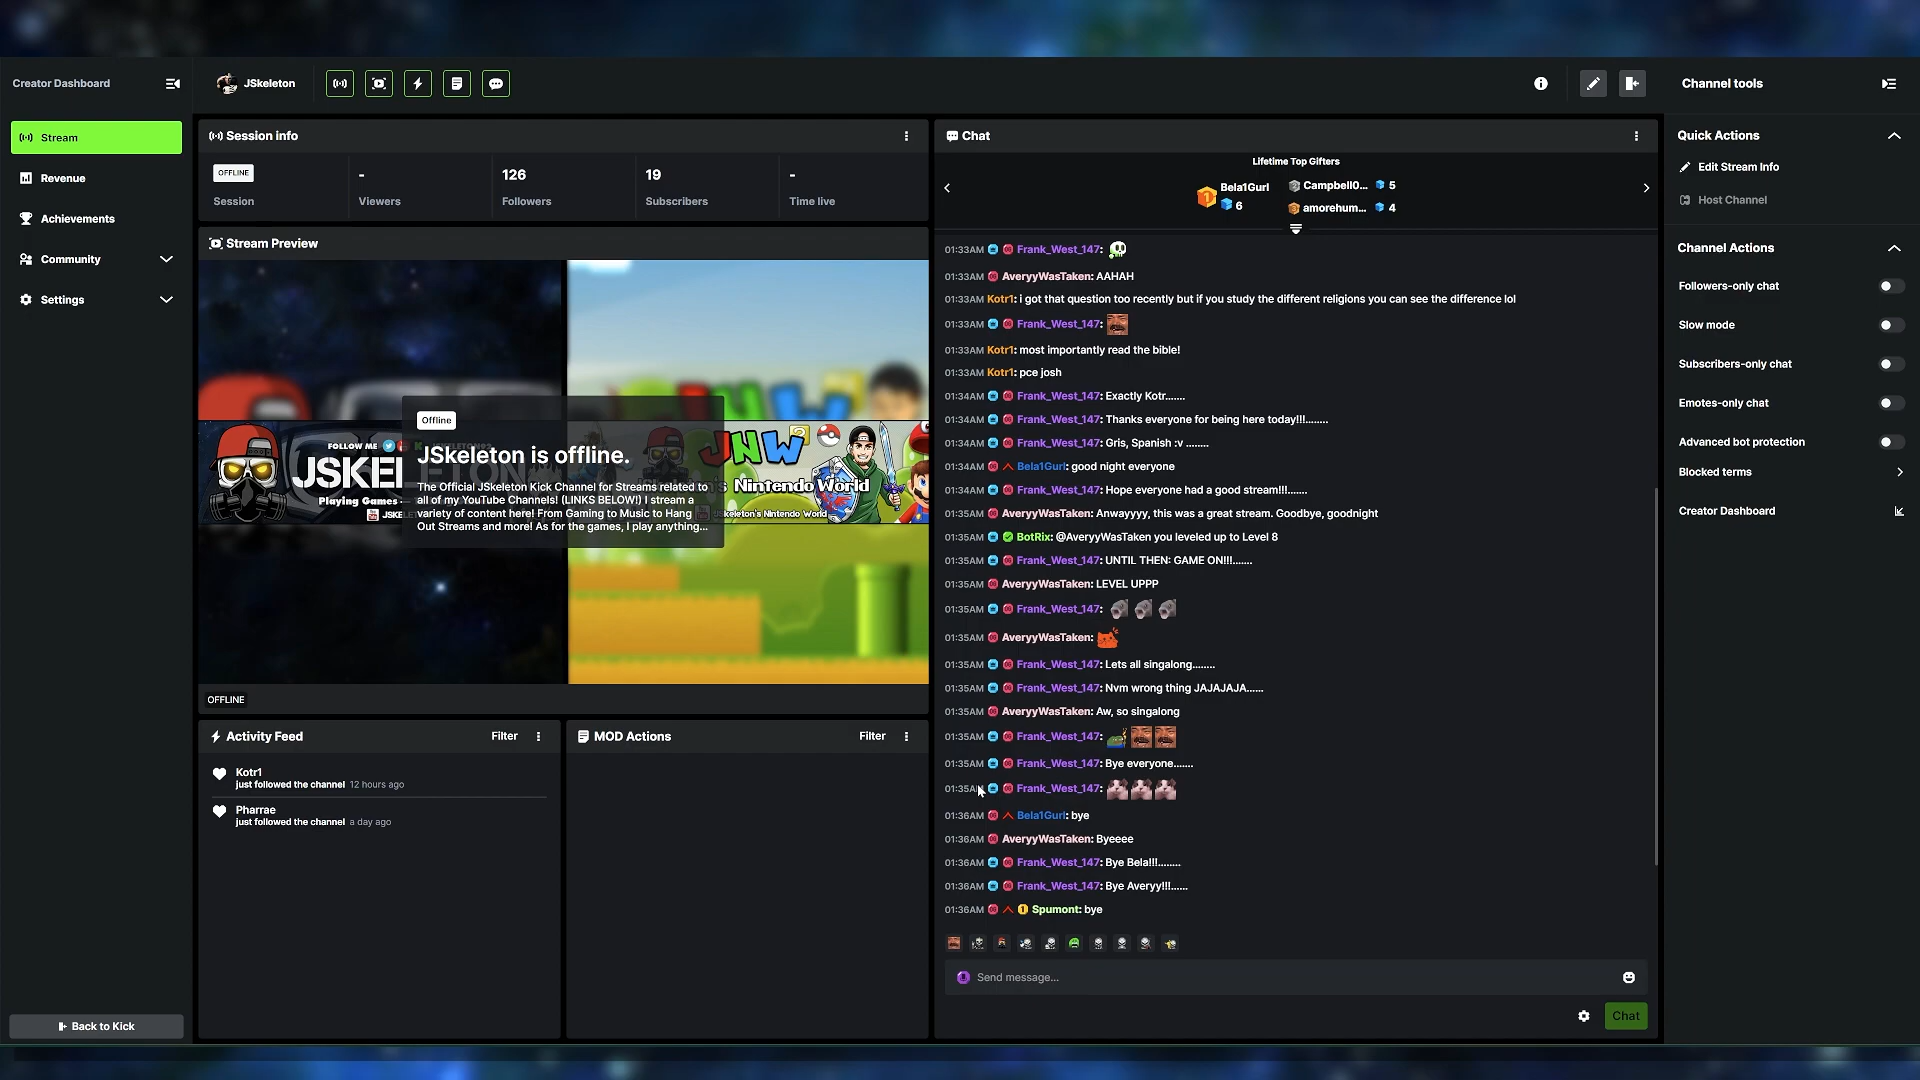 Creator Dashboard
JSkeleton
Channel tools
Stream
Revenue
Achievements
Community
Settings
Back to Kick
Session info
OFFLINE
Session
-
Viewers
126
Followers
19
Subscribers
-
Time live
Stream Preview
FOLLOW ME
JSKEL
Playing Games
JNW
Nintendo World
Skeleton's Nintendo World
Offline
JSkeleton is offline.
The Official JSkeleton Kick Channel for Streams related to
all of my YouTube Channels! (LINKS BELOW!) I stream a
variety of content here! From Gaming to Music to Hang
Out Streams and more! As for the games, I play anything...
OFFLINE
Activity Feed
Filter
Kotr1
just followed the channel 12 hours ago
Pharrae
just followed the channel a day ago
MOD Actions
Filter
Chat
Lifetime Top Gifters
1 Bela1Gurl
6
Campbell0... 5
amorehum... 4
01:33AM Frank_West_147:
01:33AM AveryyWasTaken: AAHAH
01:33AM Kotr1: i got that question too recently but if you study the different religions you can see the difference lol
01:33AM Frank_West_147:
01:33AM Kotr1: most importantly read the bible!
01:33AM Kotr1: pce josh
01:34AM Frank_West_147: Exactly Kotr.......
01:34AM Frank_West_147: Thanks everyone for being here today!!!........
01:34AM Frank_West_147: Gris, Spanish :v ........
01:34AM Bela1Gurl: good night everyone
01:34AM Frank_West_147: Hope everyone had a good stream!!!.......
01:35AM AveryyWasTaken: Anwayyyy, this was a great stream. Goodbye, goodnight
01:35AM BotRix: @AveryyWasTaken you leveled up to Level 8
01:35AM Frank_West_147: UNTIL THEN: GAME ON!!!.......
01:35AM AveryyWasTaken: LEVEL UPPP
01:35AM Frank_West_147:
01:35AM AveryyWasTaken:
01:35AM Frank_West_147: Lets all singalong........
01:35AM Frank_West_147: Nvm wrong thing JAJAJAJA......
01:35AM AveryyWasTaken: Aw, so singalong
01:35AM Frank_West_147:
01:35AM Frank_West_147: Bye everyone.......
01:35AM Frank_West_147:
01:36AM Bela1Gurl: bye
01:36AM AveryyWasTaken: Byeeee
01:36AM Frank_West_147: Bye Bela!!!........
01:36AM Frank_West_147: Bye Averyy!!!......
01:36AM Spumont: bye
Send message...
Chat
Quick Actions
Edit Stream Info
Host Channel
Channel Actions
Followers-only chat
Slow mode
Subscribers-only chat
Emotes-only chat
Advanced bot protection
Blocked terms
Creator Dashboard